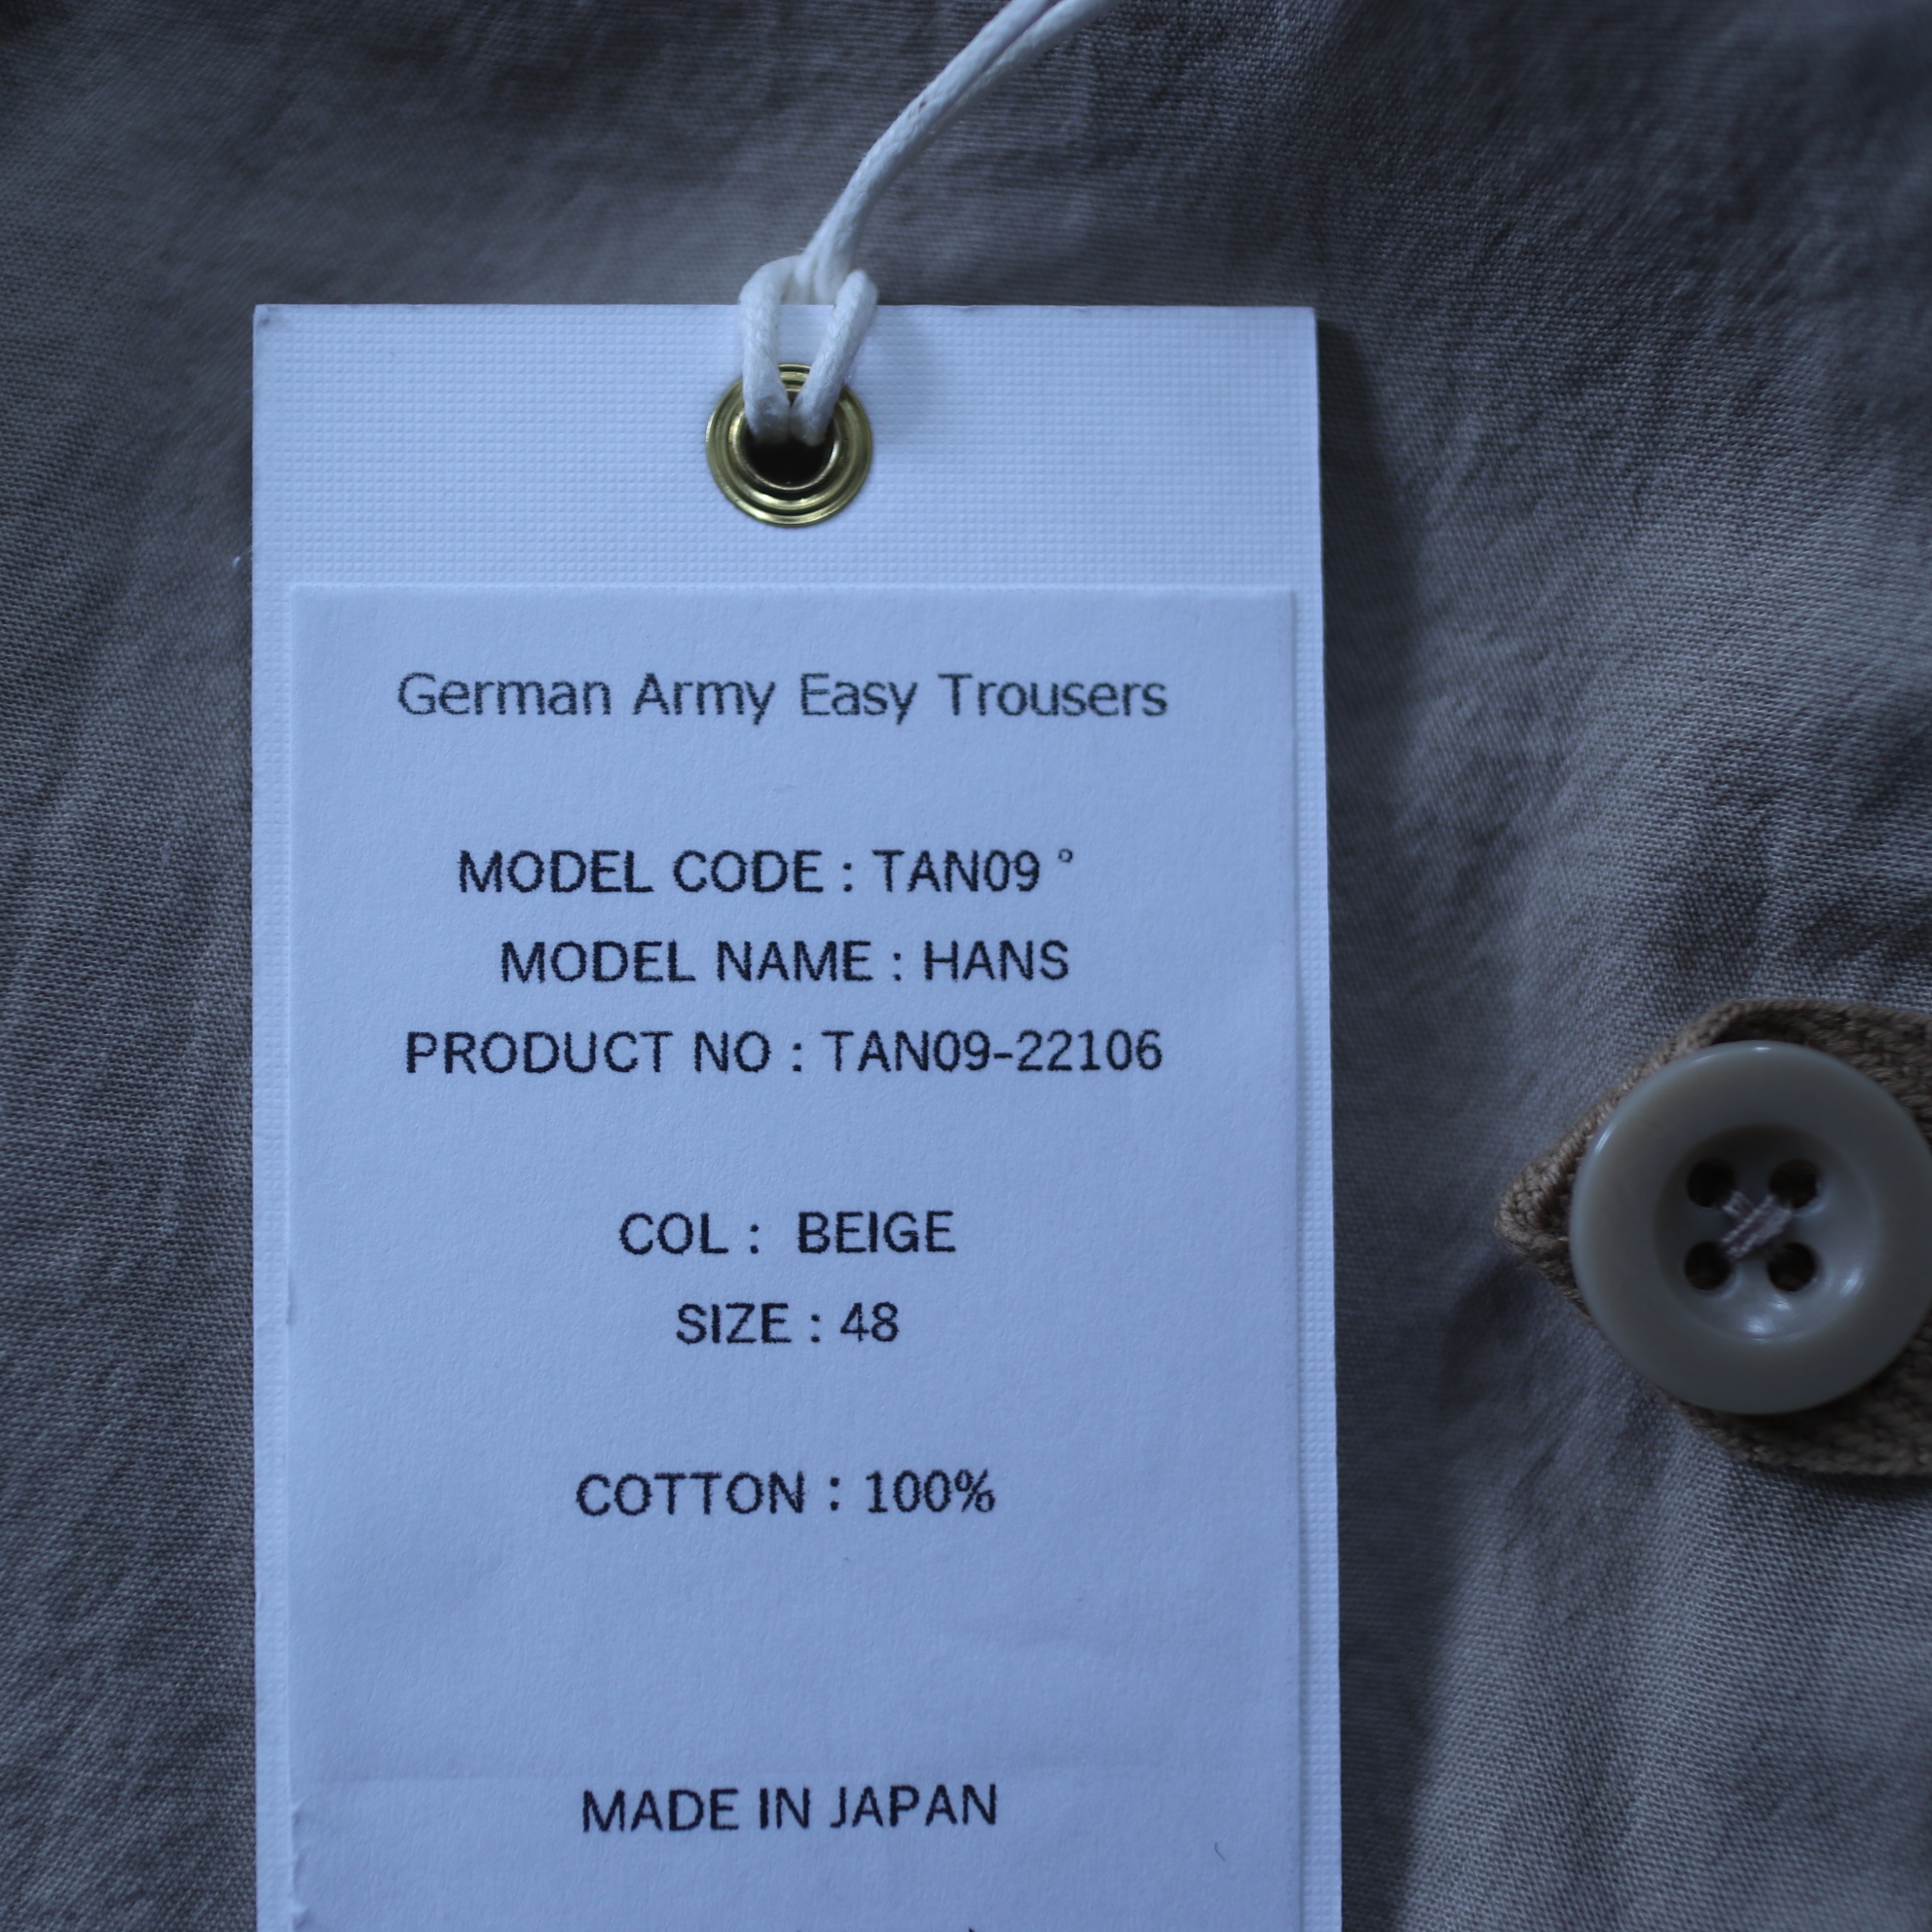 German Army Easy Trousers
MODEL CODE : TAN09 °
MODEL NAME : HANS
PRODUCT NO : TAN09-22106
COL : BEIGE
SIZE : 48
COTTON : 100%
MADE IN JAPAN